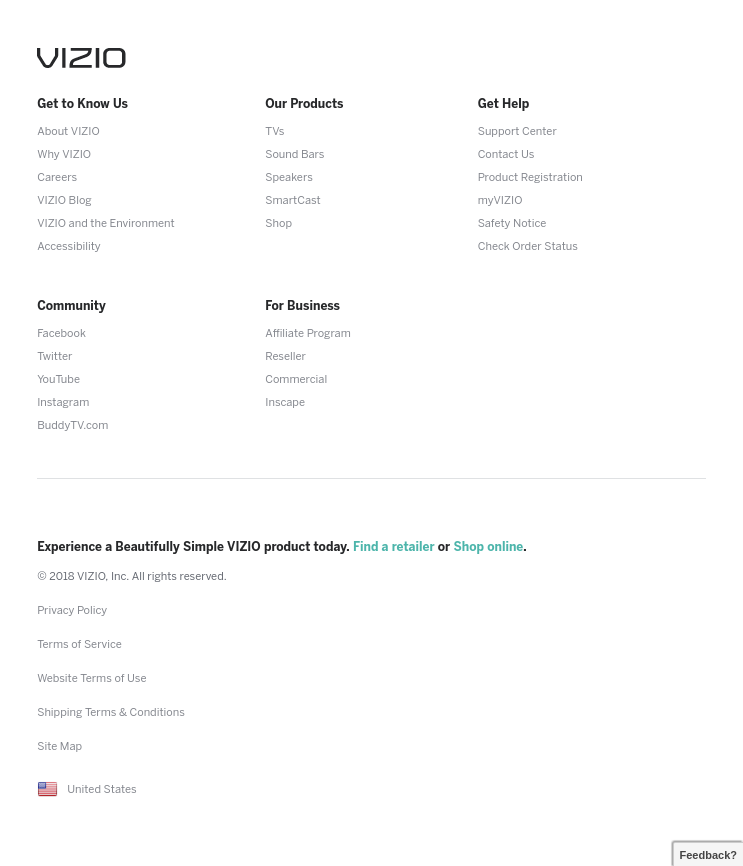 VIZIO
Get to Know Us
About VIZIO
Why VIZIO
Careers
VIZIO Blog
VIZIO and the Environment
Accessibility
Our Products
TVs
Sound Bars
Speakers
SmartCast
Shop
Get Help
Support Center
Contact Us
Product Registration
myVIZIO
Safety Notice
Check Order Status
Community
Facebook
Twitter
YouTube
Instagram
BuddyTV.com
For Business
Affiliate Program
Reseller
Commercial
Inscape
Experience a Beautifully Simple VIZIO product today. Find a retailer or Shop online.
© 2018 VIZIO, Inc. All rights reserved.
Privacy Policy
Terms of Service
Website Terms of Use
Shipping Terms & Conditions
Site Map
United States
Feedback?